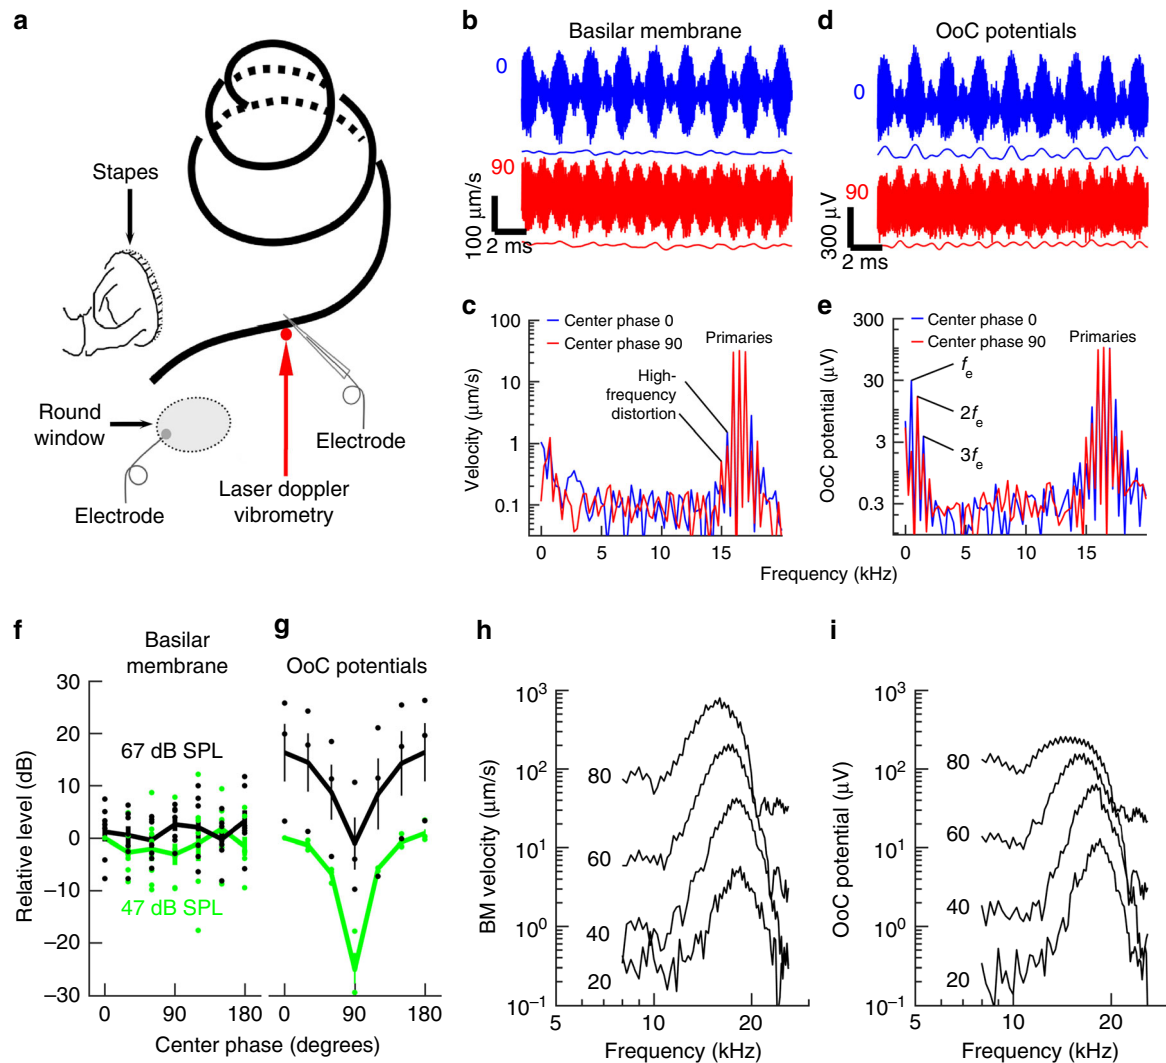 a
Stapes
Round
window
Electrode
Laser doppler
vibrometry
Electrode
b
Basilar membrane
0
90
100 μm/s
2 ms
d
OoC potentials
0
90
300 μV
2 ms
c
Center phase 0
Center phase 90
Primaries
High-
frequency
distortion
Velocity (μm/s)
100
10
1
0.1
0 5 10 15
e
Center phase 0
Center phase 90
Primaries
fe
2fe
3fe
OoC potential (μV)
300
30
3
0.3
0 5 10 15
Frequency (kHz)
f
Basilar
membrane
67 dB SPL
47 dB SPL
Relative level (dB)
30
20
10
0
−10
−20
−30
0 90 180
g
OoC potentials
0 90 180
Center phase (degrees)
h
BM velocity (μm/s)
10³
10²
10¹
10⁰
10⁻¹
80
60
40
20
5 10 20
Frequency (kHz)
i
OoC potential (μV)
10³
10²
10¹
10⁰
10⁻¹
80
60
40
20
5 10 20
Frequency (kHz)